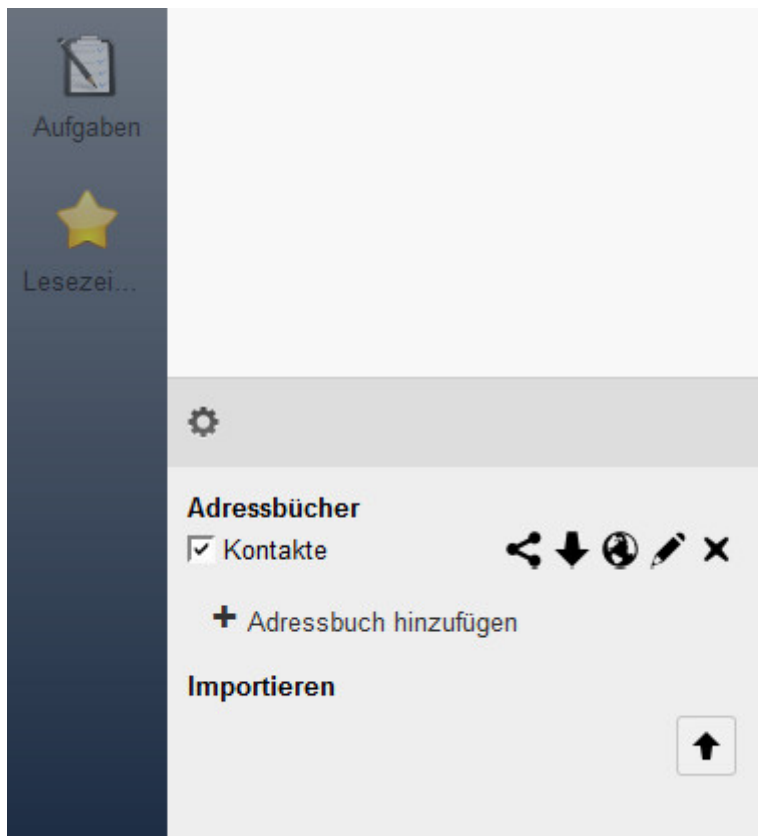 Aufgaben
Lesezei...
Adressbücher
Kontakte
Adressbuch hinzufügen
Importieren